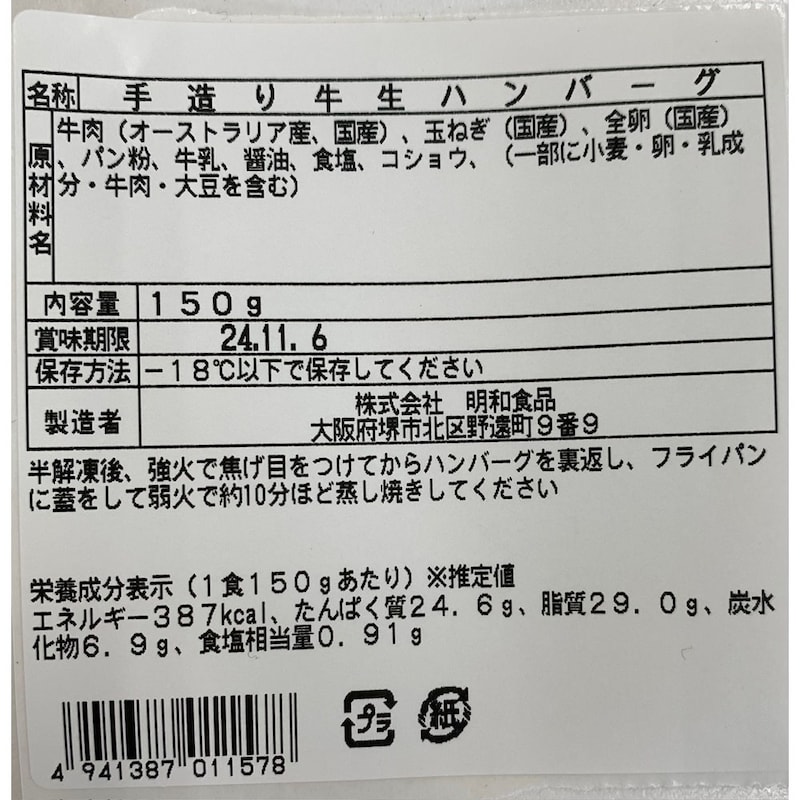 名称 手造り牛生ハンバーグ
原材料名 牛肉（オーストラリア産、国産）、玉ねぎ（国産）、全卵（国産）
、パン粉、牛乳、醤油、食塩、コショウ、（一部に小麦・卵・乳成
分・牛肉・大豆を含む）
内容量 １５０ｇ
賞味期限 24.11.6
保存方法 －１８℃以下で保存してください
製造者 株式会社 明和食品
大阪府堺市北区野遠町９番９
半解凍後、強火で焦げ目をつけてからハンバーグを裏返し、フライパン
に蓋をして弱火で約10分ほど蒸し焼きしてください
栄養成分表示（１食１５０ｇあたり）※推定値
エネルギー３８７kcal、たんぱく質２４．６ｇ、脂質２９．０ｇ、炭水
化物６．９ｇ、食塩相当量０．９１ｇ
プラ 紙
4 941387 011578